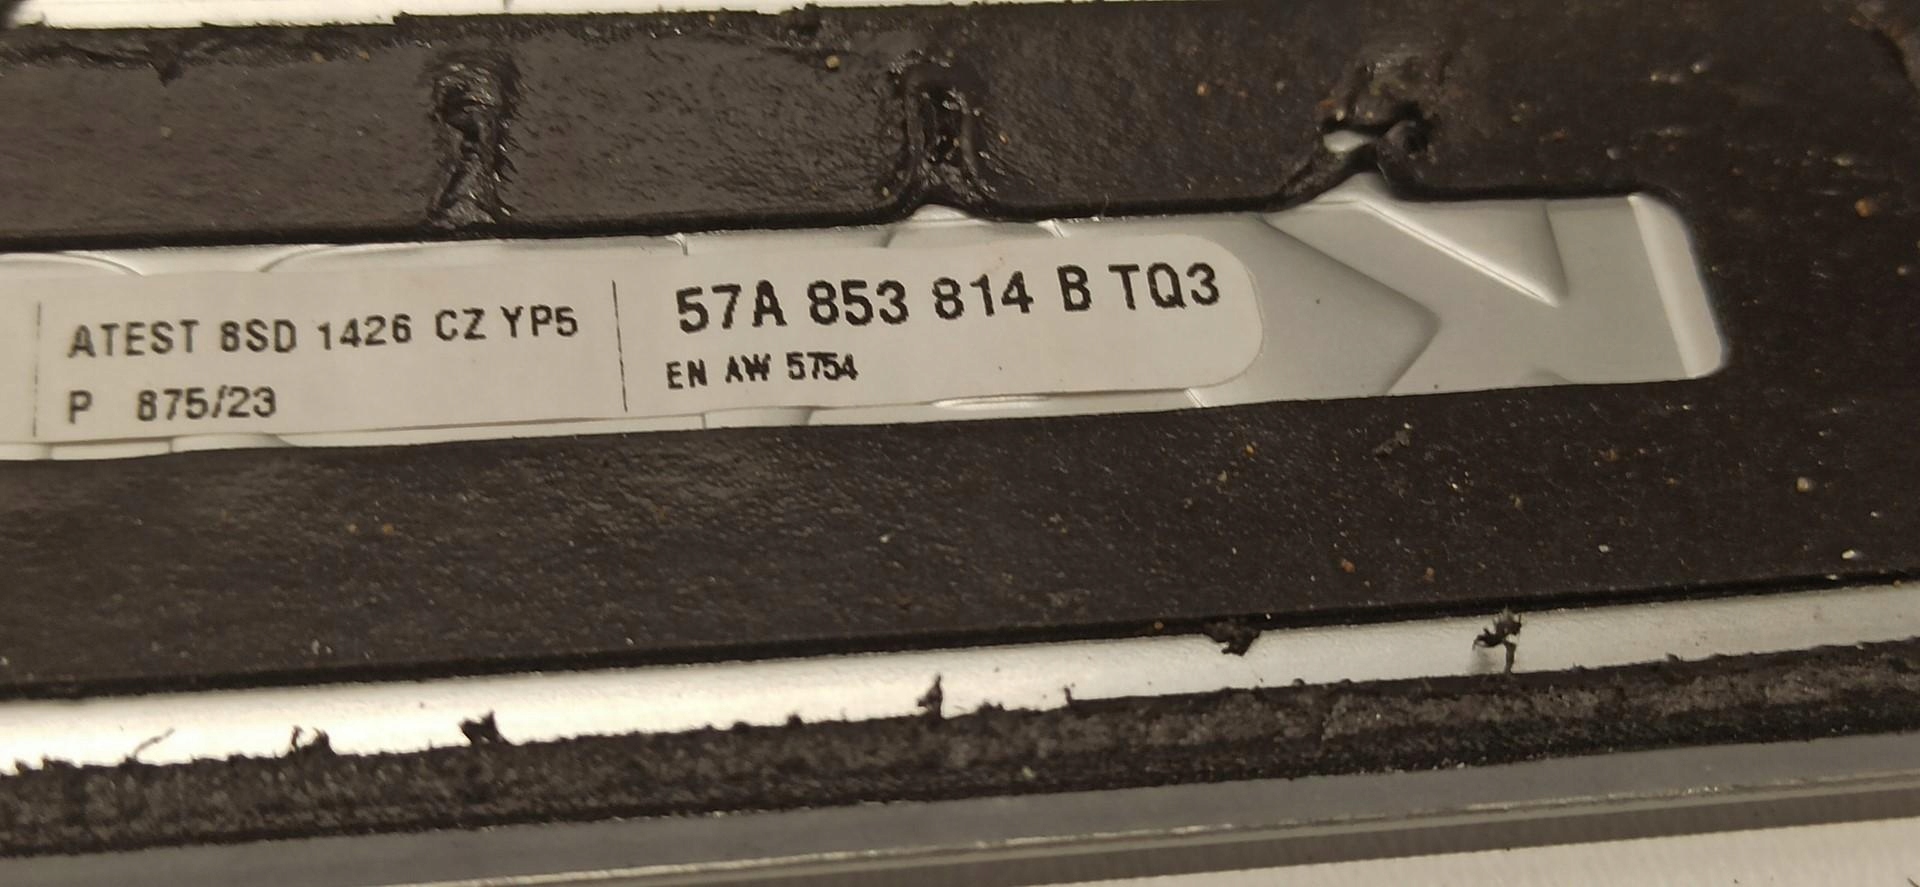 ATEST 8SD 1426 CZ YP5
P 875/23
57A 853 814 B TQ3
EN AW 5754